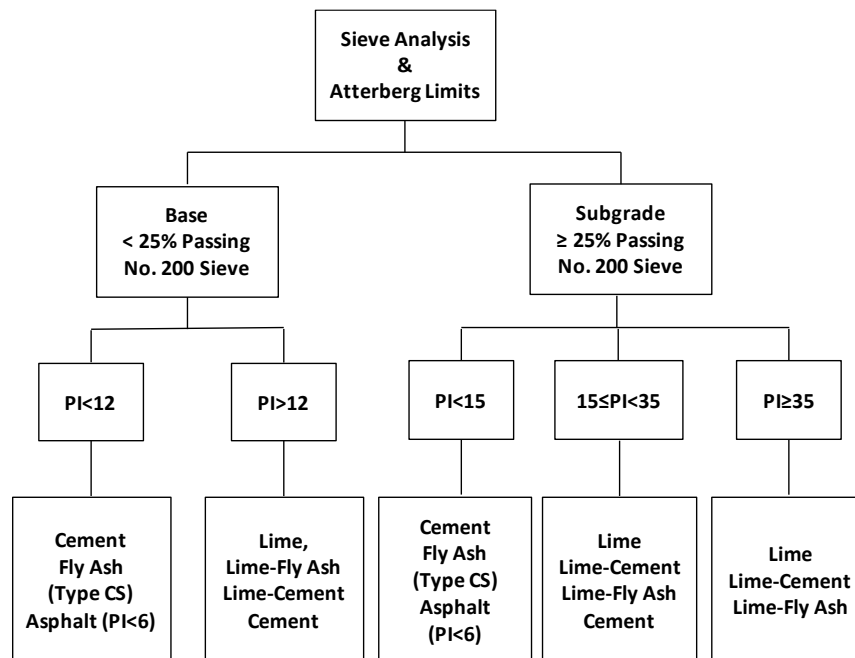 Sieve Analysis
&
Atterberg Limits
Base
< 25% Passing
No. 200 Sieve
Subgrade
≥ 25% Passing
No. 200 Sieve
PI<12
PI>12
PI<15
15≤PI<35
PI≥35
Cement
Fly Ash
(Type CS)
Asphalt (PI<6)
Lime,
Lime-Fly Ash
Lime-Cement
Cement
Cement
Fly Ash
(Type CS)
Asphalt
(PI<6)
Lime
Lime-Cement
Lime-Fly Ash
Cement
Lime
Lime-Cement
Lime-Fly Ash